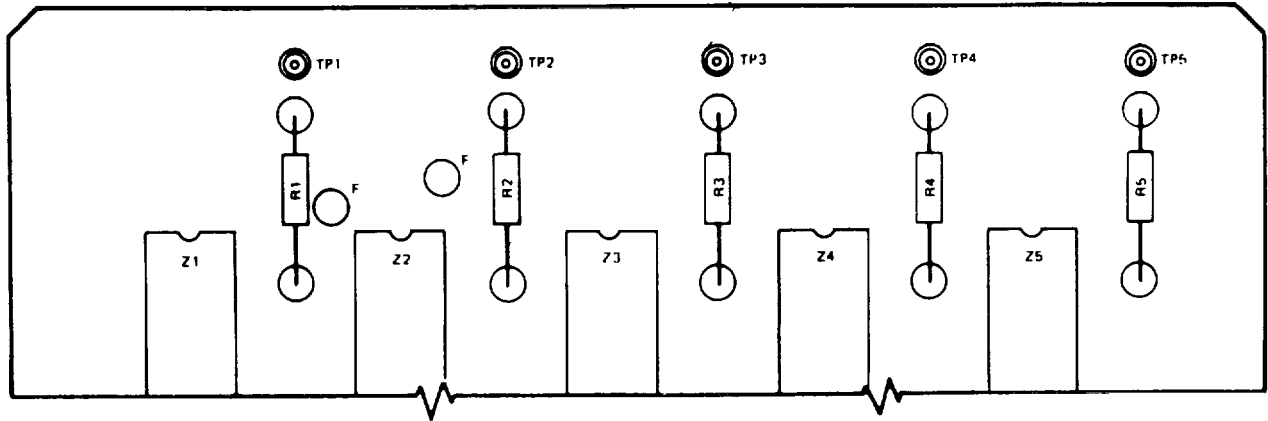 TP1 TP2 TP3 TP4 TP5
F
F
R1 R2 R3 R4 R5
Z1 Z2 Z3 Z4 Z5